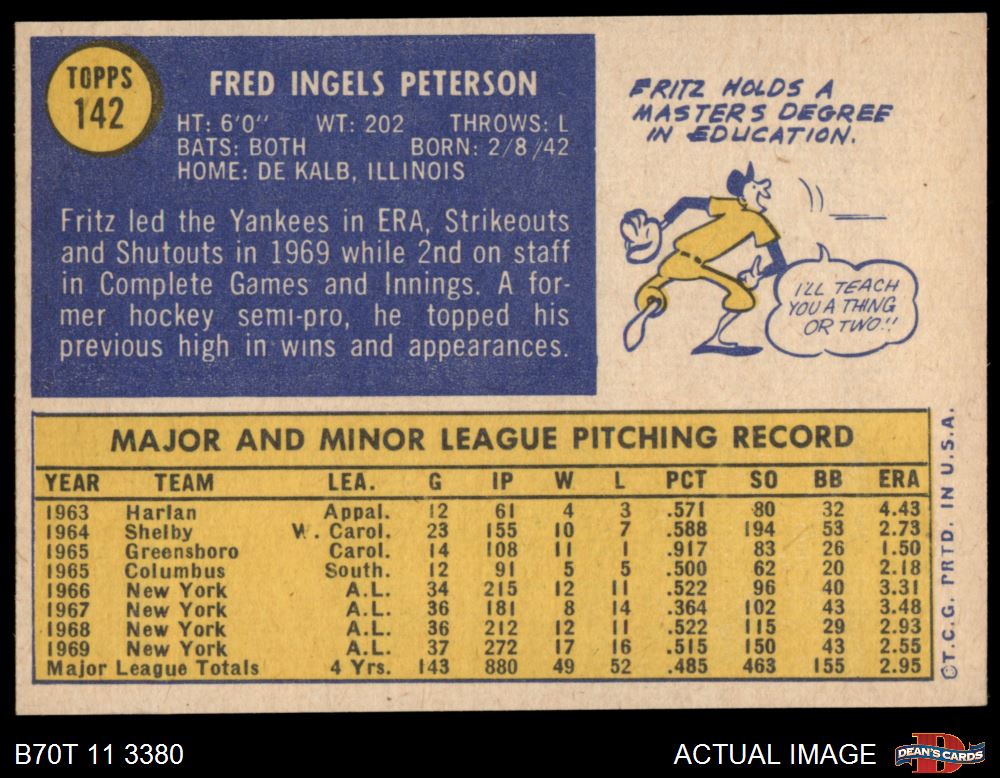 TOPPS
142
FRED INGELS PETERSON
HT: 6'0" WT: 202 THROWS: L
BATS: BOTH BORN: 2/8/42
HOME: DE KALB, ILLINOIS
Fritz led the Yankees in ERA, Strikeouts
and Shutouts in 1969 while 2nd on staff
in Complete Games and Innings. A for-
mer hockey semi-pro, he topped his
previous high in wins and appearances.
FRITZ HOLDS A
MASTERS DEGREE
IN EDUCATION.
I'LL TEACH
YOU A THING
OR TWO!!
MAJOR AND MINOR LEAGUE PITCHING RECORD
YEAR TEAM LEA. G IP W L PCT SO BB ERA
1963 Harlan Appal. 12 61 4 3 .571 80 32 4.43
1964 Shelby W. Carol. 23 155 10 7 .588 194 53 2.73
1965 Greensboro Carol. 14 108 11 1 .917 83 26 1.50
1965 Columbus South. 12 91 5 5 .500 62 20 2.18
1966 New York A.L. 34 215 12 11 .522 96 40 3.31
1967 New York A.L. 36 181 8 14 .364 102 43 3.48
1968 New York A.L. 36 212 12 11 .522 115 29 2.93
1969 New York A.L. 37 272 17 16 .515 150 43 2.55
Major League Totals 4 Yrs. 143 880 49 52 .485 463 155 2.95
©T.C.G. PRTD. IN U.S.A.
B70T 11 3380
ACTUAL IMAGE
DEAN'S CARDS